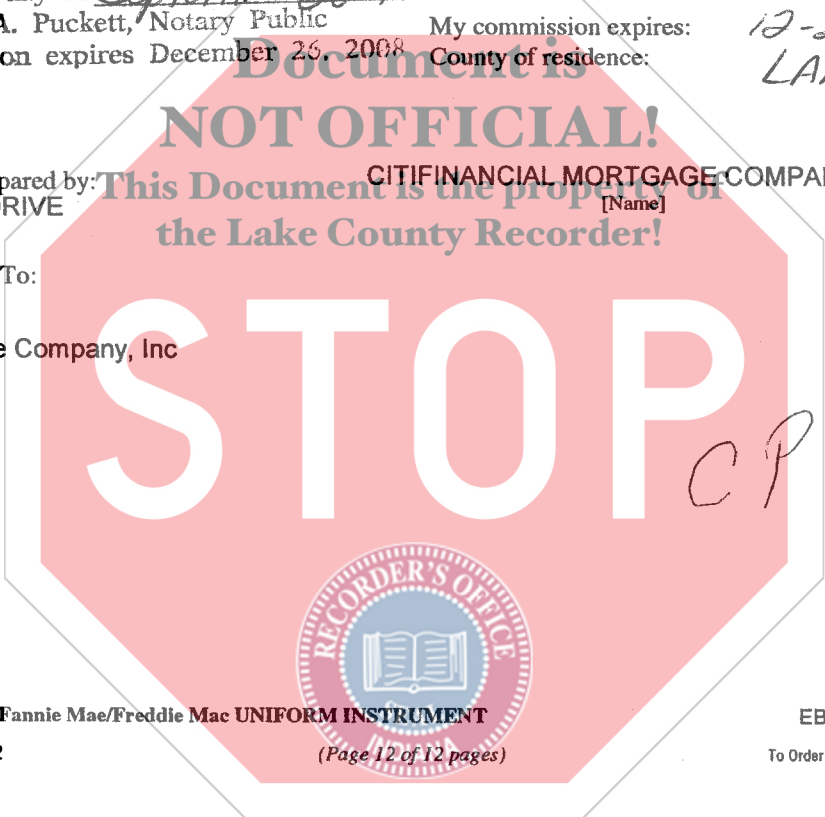 A. Puckett, Notary Public
My commission expires:
on expires December 26, 2008
County of residence:
Document is
NOT OFFICIAL!
pared by:
CITIFINANCIAL MORTGAGE COMPA
This Document is the property of
RIVE
[Name]
the Lake County Recorder!
To:
e Company, Inc
STOP
C P
RECORDER'S OFFICE
INDIANA
Fannie Mae/Freddie Mac UNIFORM INSTRUMENT
EB
(Page 12 of 12 pages)
To Order